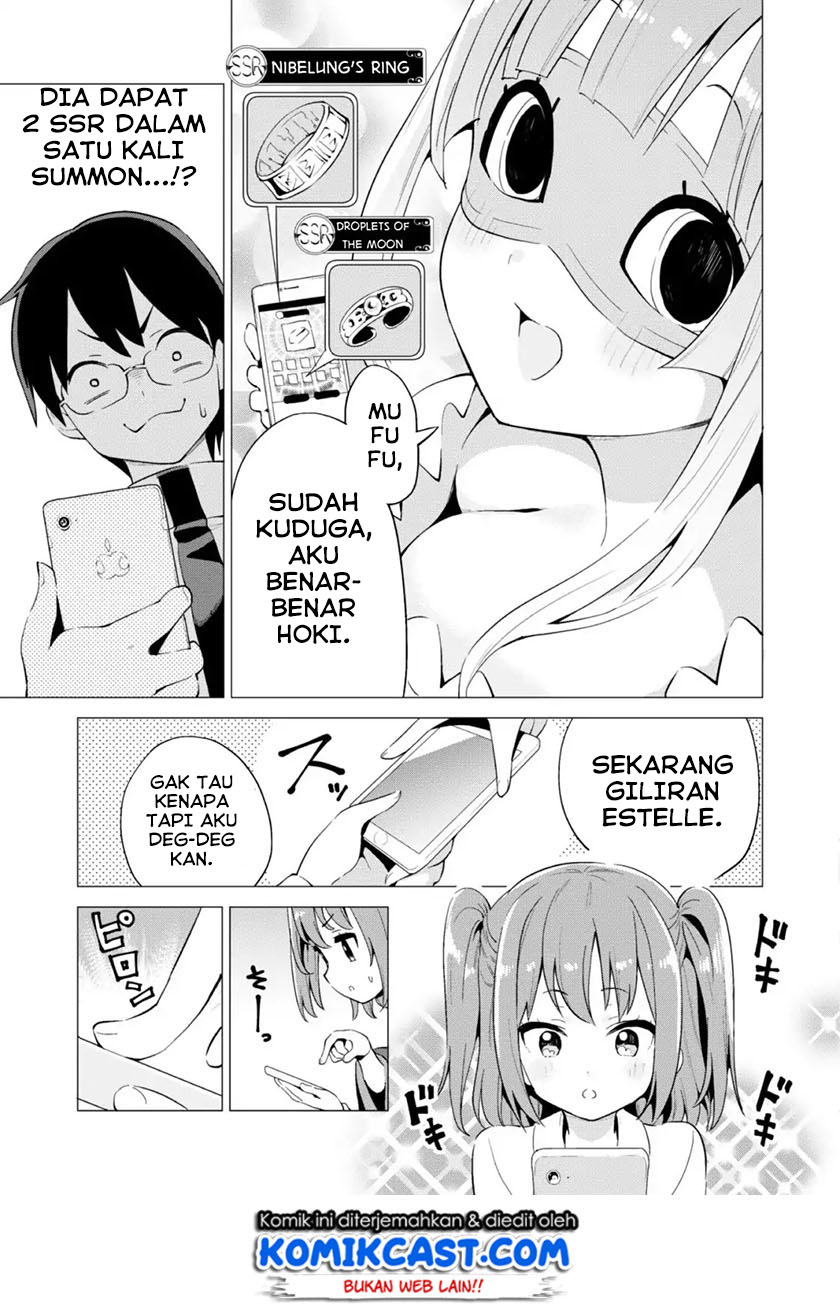 SSR NIBELUNG'S RING
SSR DROPLETS OF
THE MOON
MU
FU
FU,
SUDAH
KUDUGA,
AKU
BENAR-
BENAR
HOKI.
DIA DAPAT
2 SSR DALAM
SATU KALI
SUMMON...!?
SEKARANG
GILIRAN
ESTELLE.
ス
GAK TAU
KENAPA
TAPI AKU
DEG-DEG
KAN.
ドキ
ドキ
ドキ
そーっ
ピロン
Komik ini diterjemahkan & diedit oleh
KOMIKCAST.COM
BUKAN WEB LAIN!!